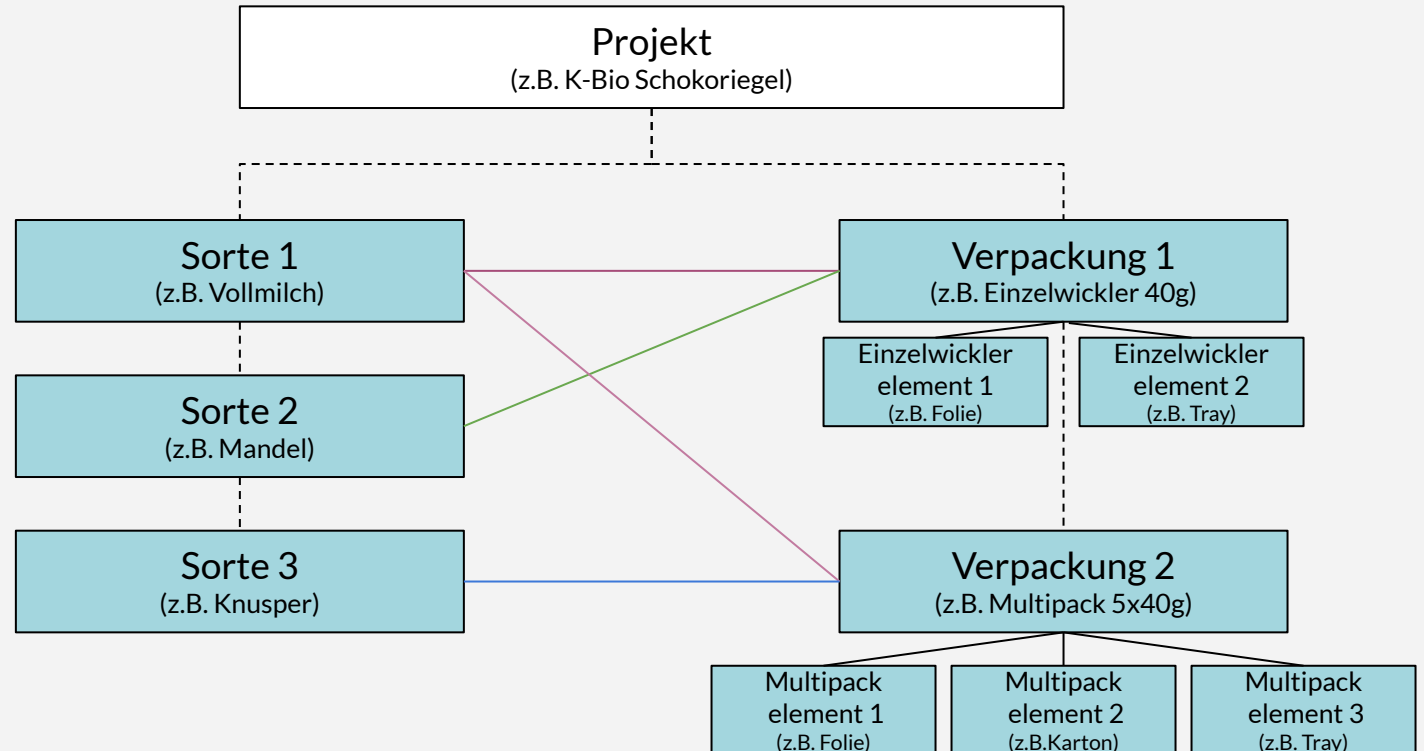 Projekt
(z.B. K-Bio Schokoriegel)
Sorte 1
(z.B. Vollmilch)
Verpackung 1
(z.B. Einzelwickler 40g)
Einzelwickler
element 1
(z.B. Folie)
Einzelwickler
element 2
(z.B. Tray)
Sorte 2
(z.B. Mandel)
Sorte 3
(z.B. Knusper)
Verpackung 2
(z.B. Multipack 5x40g)
Multipack
element 1
(z.B. Folie)
Multipack
element 2
(z.B.Karton)
Multipack
element 3
(z.B. Tray)